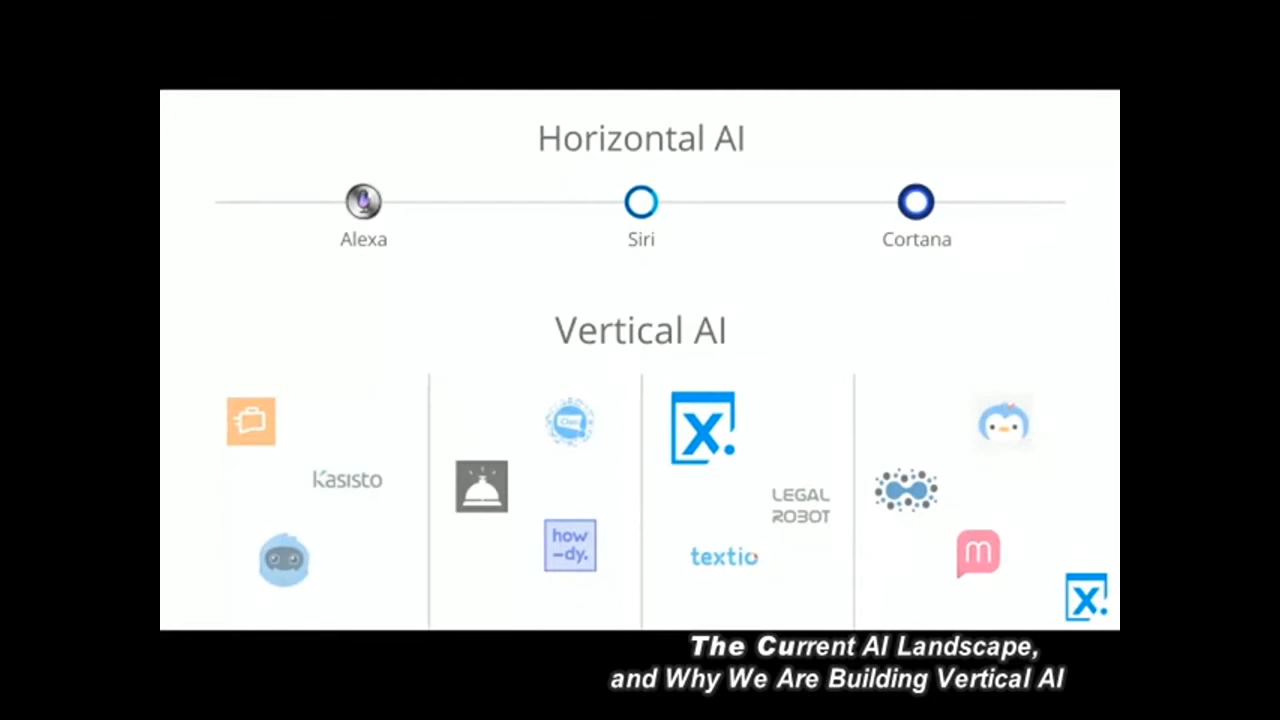 Horizontal AI
Alexa
Siri
Cortana
Vertical AI
Kasisto
how
-dy.
X.
LEGAL
ROBOT
textio
m
X.
The Current AI Landscape,
and Why We Are Building Vertical AI